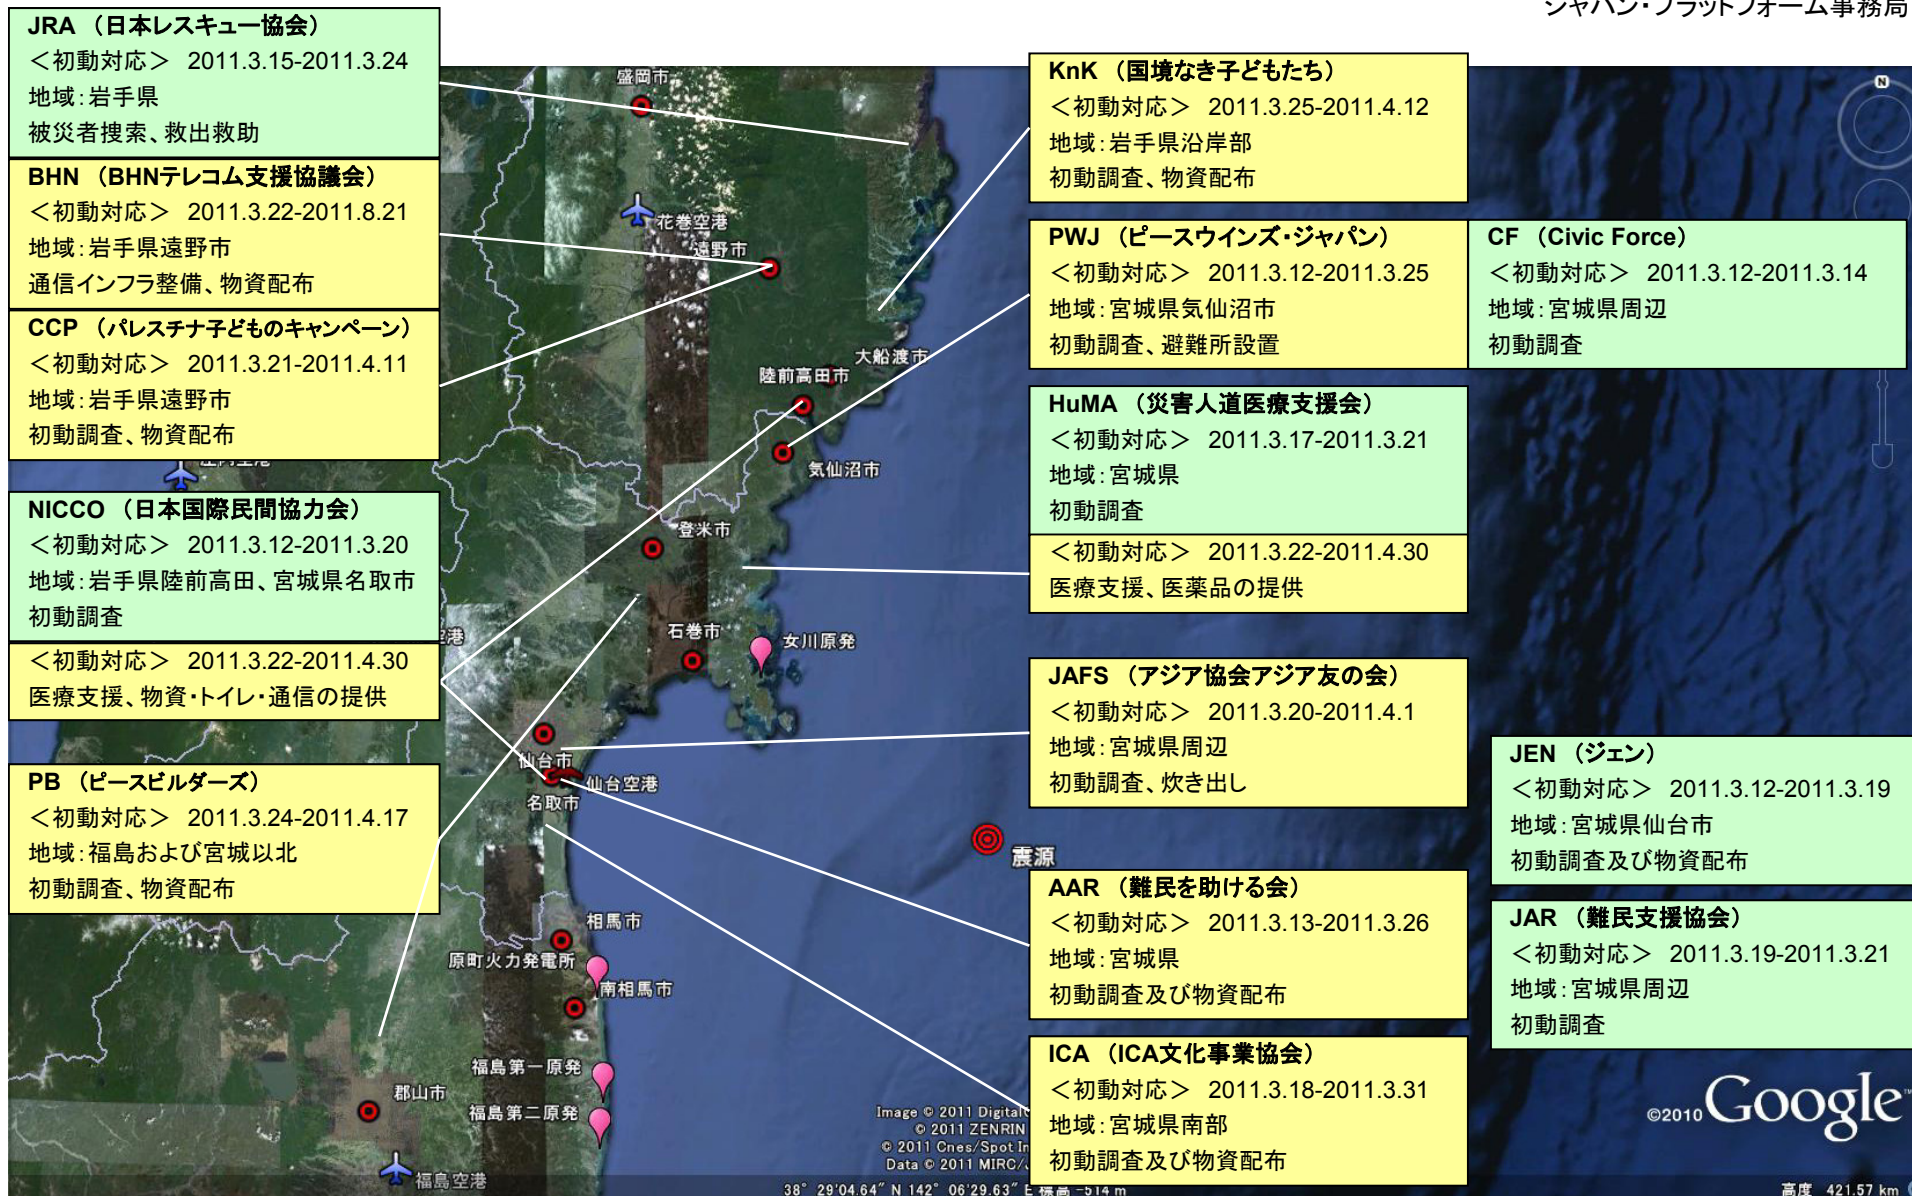 ジャパン・プラットフォーム事務局
JRA （日本レスキュー協会）
＜初動対応＞ 2011.3.15-2011.3.24
地域：岩手県
被災者捜索、救出救助
BHN （BHNテレコム支援協議会）
＜初動対応＞ 2011.3.22-2011.8.21
地域：岩手県遠野市
通信インフラ整備、物資配布
CCP （パレスチナ子どものキャンペーン）
＜初動対応＞ 2011.3.21-2011.4.11
地域：岩手県遠野市
初動調査、物資配布
NICCO （日本国際民間協力会）
＜初動対応＞ 2011.3.12-2011.3.20
地域：岩手県陸前高田、宮城県名取市
初動調査
＜初動対応＞ 2011.3.22-2011.4.30
医療支援、物資・トイレ・通信の提供
PB （ピースビルダーズ）
＜初動対応＞ 2011.3.24-2011.4.17
地域：福島および宮城以北
初動調査、物資配布
盛岡市
花巻空港
遠野市
大船渡市
陸前高田市
気仙沼市
登米市
石巻市
女川原発
空港
仙台市
仙台空港
名取市
震源
相馬市
原町火力発電所
南相馬市
福島第一原発
郡山市
福島第二原発
福島空港
KnK （国境なき子どもたち）
＜初動対応＞ 2011.3.25-2011.4.12
地域：岩手県沿岸部
初動調査、物資配布
PWJ （ピースウインズ・ジャパン）
＜初動対応＞ 2011.3.12-2011.3.25
地域：宮城県気仙沼市
初動調査、避難所設置
CF （Civic Force）
＜初動対応＞ 2011.3.12-2011.3.14
地域：宮城県周辺
初動調査
HuMA （災害人道医療支援会）
＜初動対応＞ 2011.3.17-2011.3.21
地域：宮城県
初動調査
＜初動対応＞ 2011.3.22-2011.4.30
医療支援、医薬品の提供
JAFS （アジア協会アジア友の会）
＜初動対応＞ 2011.3.20-2011.4.1
地域：宮城県周辺
初動調査、炊き出し
JEN （ジェン）
＜初動対応＞ 2011.3.12-2011.3.19
地域：宮城県仙台市
初動調査及び物資配布
AAR （難民を助ける会）
＜初動対応＞ 2011.3.13-2011.3.26
地域：宮城県
初動調査及び物資配布
JAR （難民支援協会）
＜初動対応＞ 2011.3.19-2011.3.21
地域：宮城県周辺
初動調査
ICA （ICA文化事業協会）
＜初動対応＞ 2011.3.18-2011.3.31
地域：宮城県南部
初動調査及び物資配布
N
Image © 2011 Digital
© 2011 ZENRIN
© 2011 Cnes/Spot
Data © 2011 MIRC/
©2010 Google™
38° 29'04.64" N 142° 06'29.63" E 標高 -514 m
高度 421.57 km